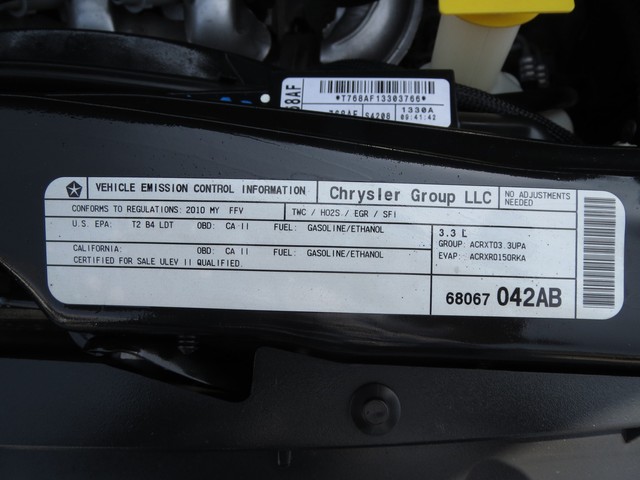 68AF
*T768AF13303766*
768AF S4208 1330A
09:41:42
VEHICLE EMISSION CONTROL INFORMATION Chrysler Group LLC NO ADJUSTMENTS NEEDED
CONFORMS TO REGULATIONS: 2010 MY FFV TWC / HO2S / EGR / SFI
U.S. EPA: T2 B4 LDT OBD: CA II FUEL: GASOLINE/ETHANOL
3.3 L
GROUP: ACRXT03.3UPA
CALIFORNIA: OBD: CA II FUEL: GASOLINE/ETHANOL
EVAP: ACRXR0150RKA
CERTIFIED FOR SALE ULEV II QUALIFIED.
68067 042AB